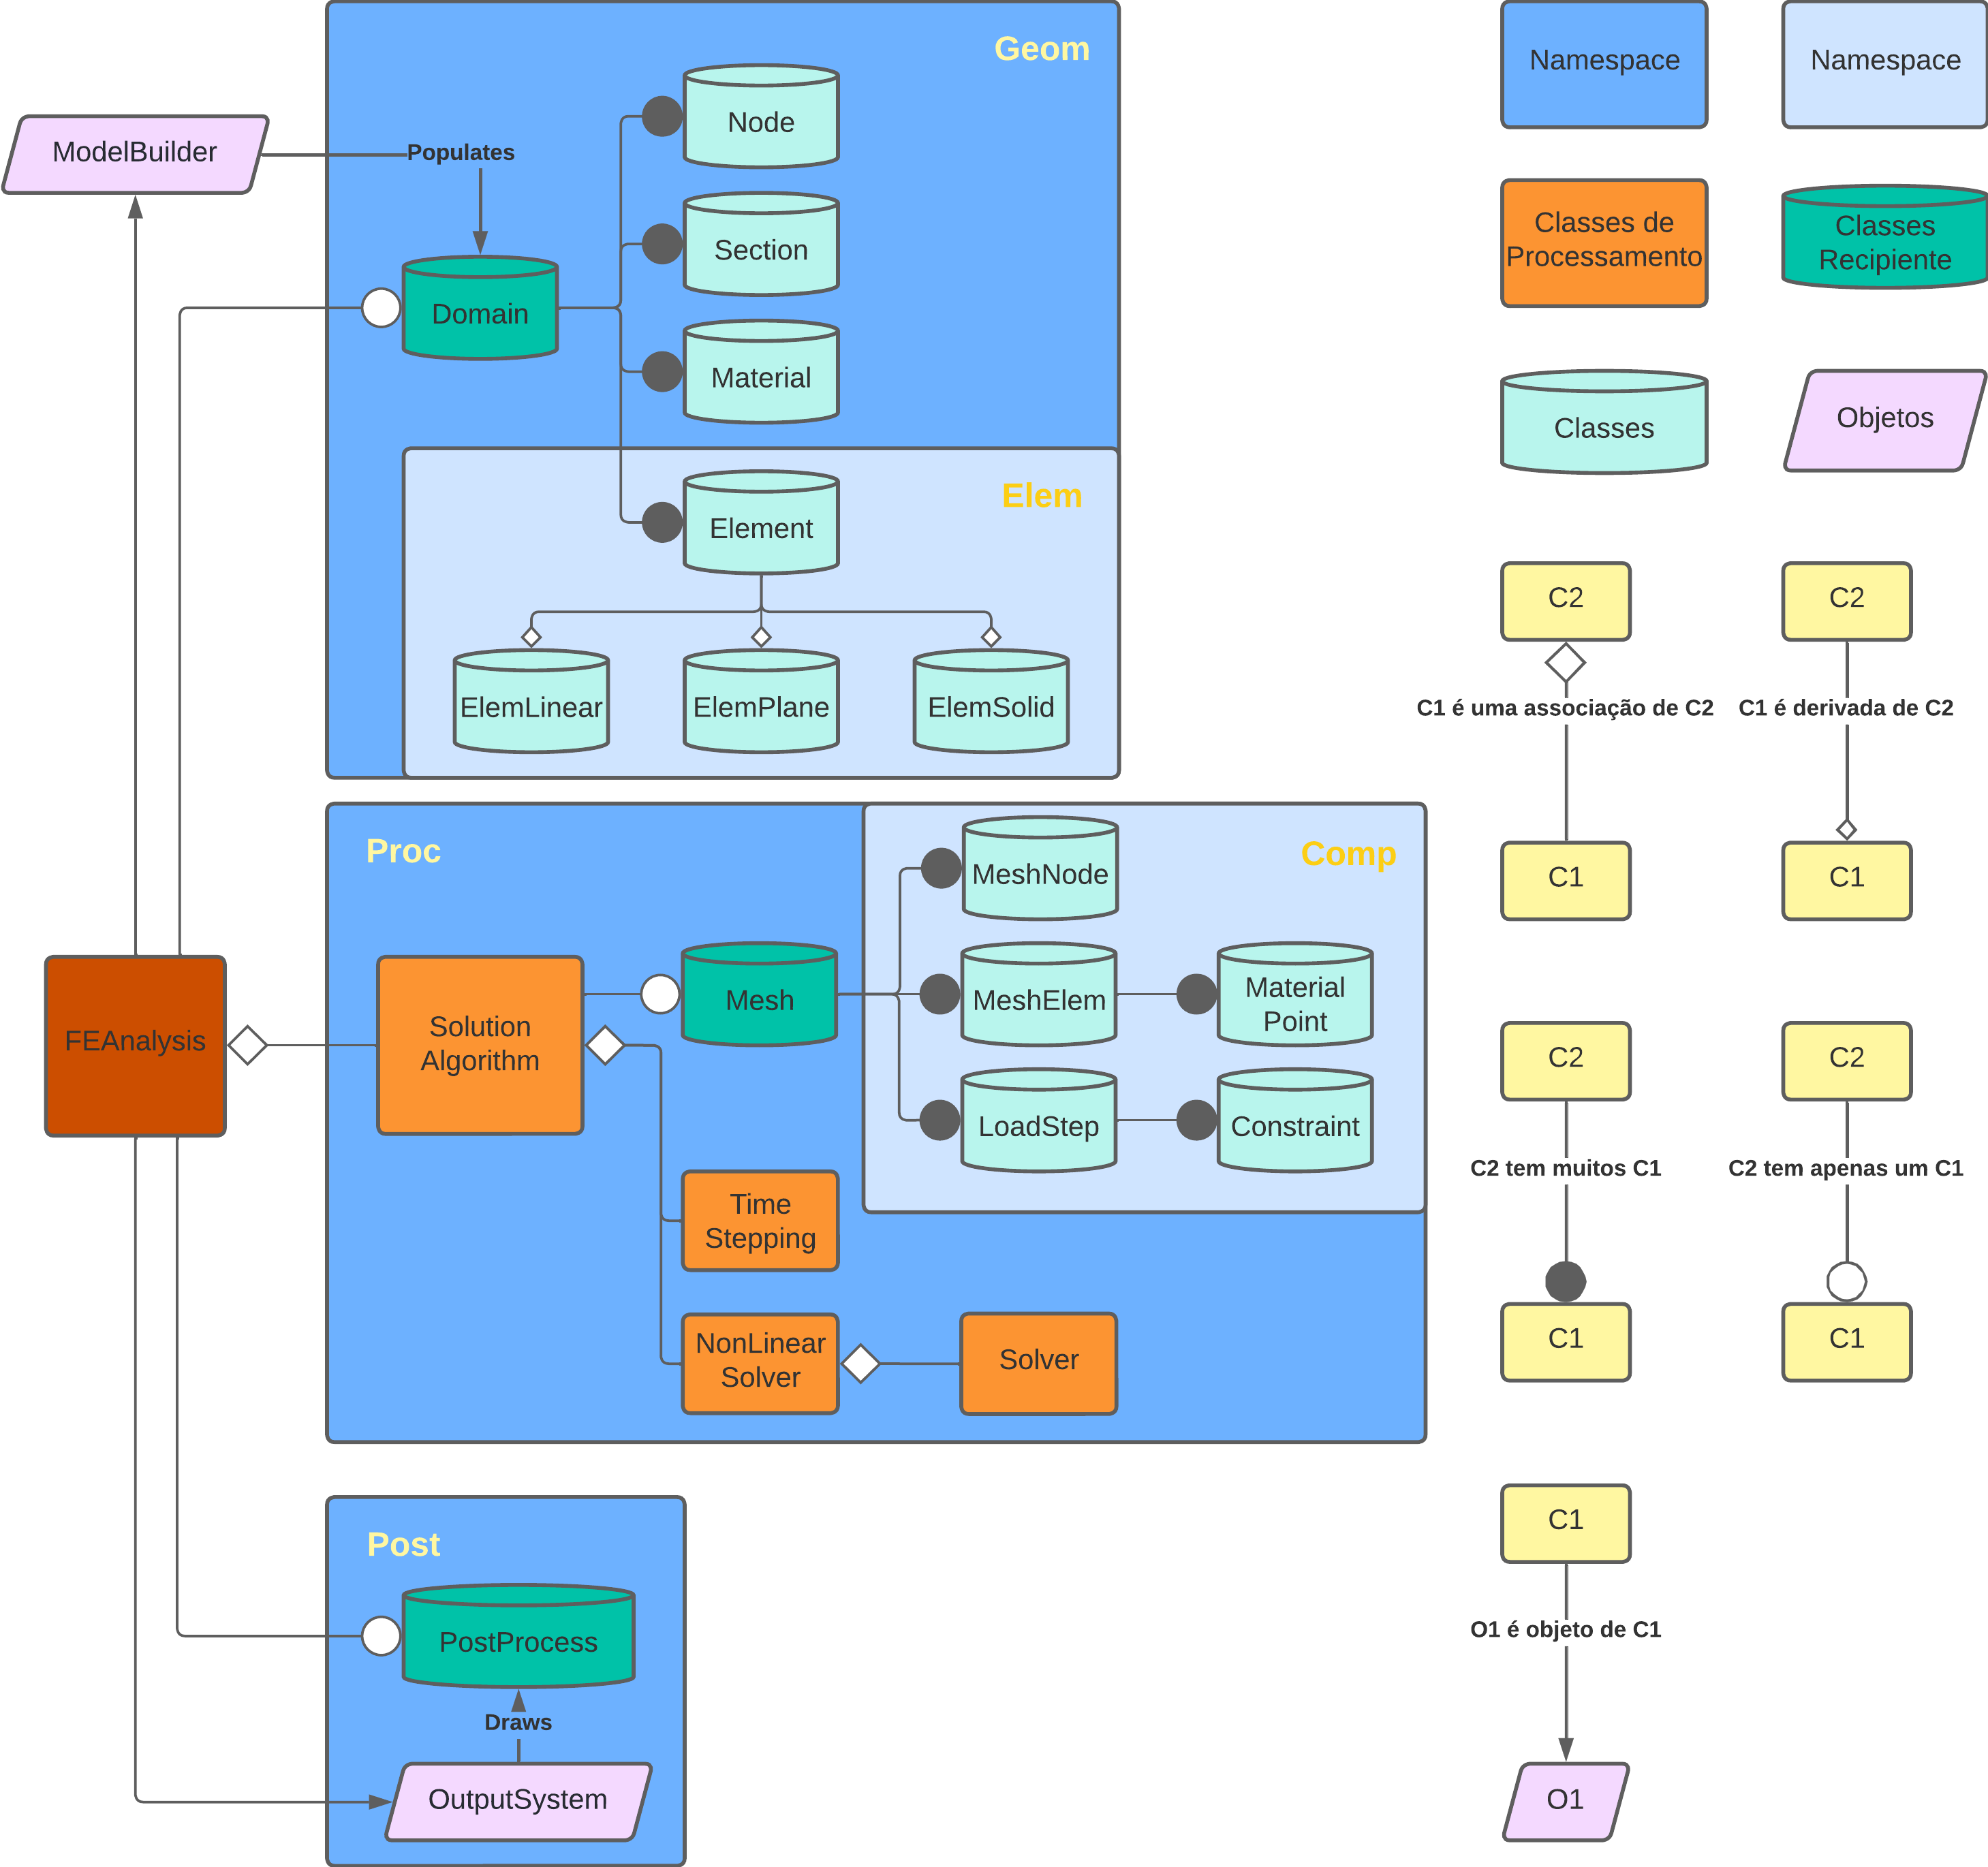 Geom
Node
ModelBuilder
Populates
Section
Domain
Material
Elem
Element
ElemLinear
ElemPlane
ElemSolid
Proc
Comp
MeshNode
Mesh
MeshElem
Material
Point
FEAnalysis
Solution
Algorithm
LoadStep
Constraint
Time
Stepping
NonLinear
Solver
Solver
Post
PostProcess
Draws
OutputSystem
Namespace
Namespace
Classes de
Processamento
Classes
Recipiente
Classes
Objetos
C2
C2
C1 é uma associação de C2
C1 é derivada de C2
C1
C1
C2
C2
C2 tem muitos C1
C2 tem apenas um C1
C1
C1
C1
O1 é objeto de C1
O1